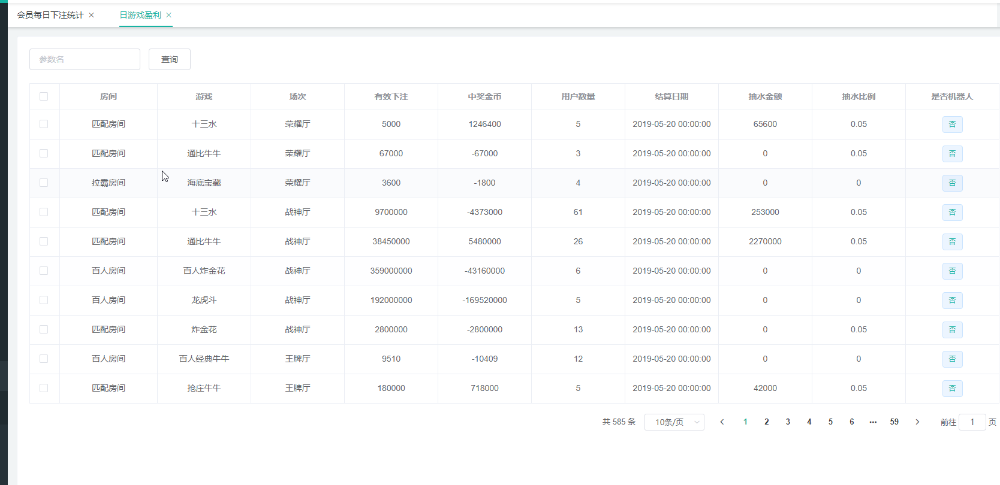 会员每日下注统计 日游戏盈利
参数名 查询
房间 游戏 场次 有效下注 中奖金币 用户数量 结算日期 抽水金额 抽水比例 是否机器人
匹配房间 十三水 荣耀厅 5000 1246400 5 2019-05-20 00:00:00 65600 0.05 否
匹配房间 通比牛牛 荣耀厅 67000 -67000 3 2019-05-20 00:00:00 0 0.05 否
拉霸房间 海底宝藏 荣耀厅 3600 -1800 4 2019-05-20 00:00:00 0 0 否
匹配房间 十三水 战神厅 9700000 -4373000 61 2019-05-20 00:00:00 253000 0.05 否
匹配房间 通比牛牛 战神厅 38450000 5480000 26 2019-05-20 00:00:00 2270000 0.05 否
百人房间 百人炸金花 战神厅 359000000 -43160000 6 2019-05-20 00:00:00 0 0 否
百人房间 龙虎斗 战神厅 192000000 -169520000 5 2019-05-20 00:00:00 0 0 否
匹配房间 炸金花 战神厅 2800000 -2800000 13 2019-05-20 00:00:00 0 0.05 否
百人房间 百人经典牛牛 王牌厅 9510 -10409 12 2019-05-20 00:00:00 0 0 否
匹配房间 抢庄牛牛 王牌厅 180000 718000 5 2019-05-20 00:00:00 42000 0.05 否
共 585 条 10条/页 1 2 3 4 5 6 ··· 59 前往 1 页